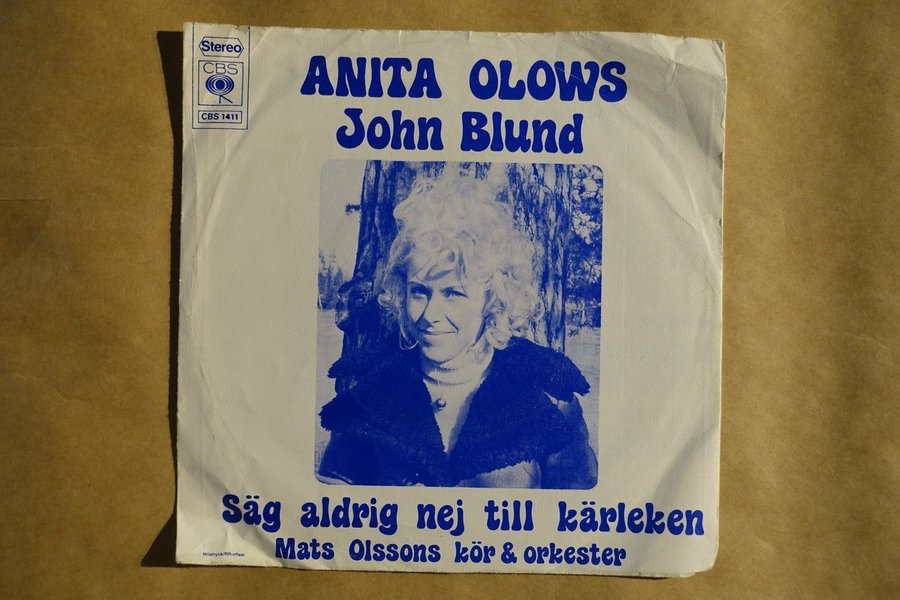 Stereo
CBS
CBS 1411
ANITA OLOWS
John Blund
Säg aldrig nej till kärleken
Mats Olssons kör & orkester